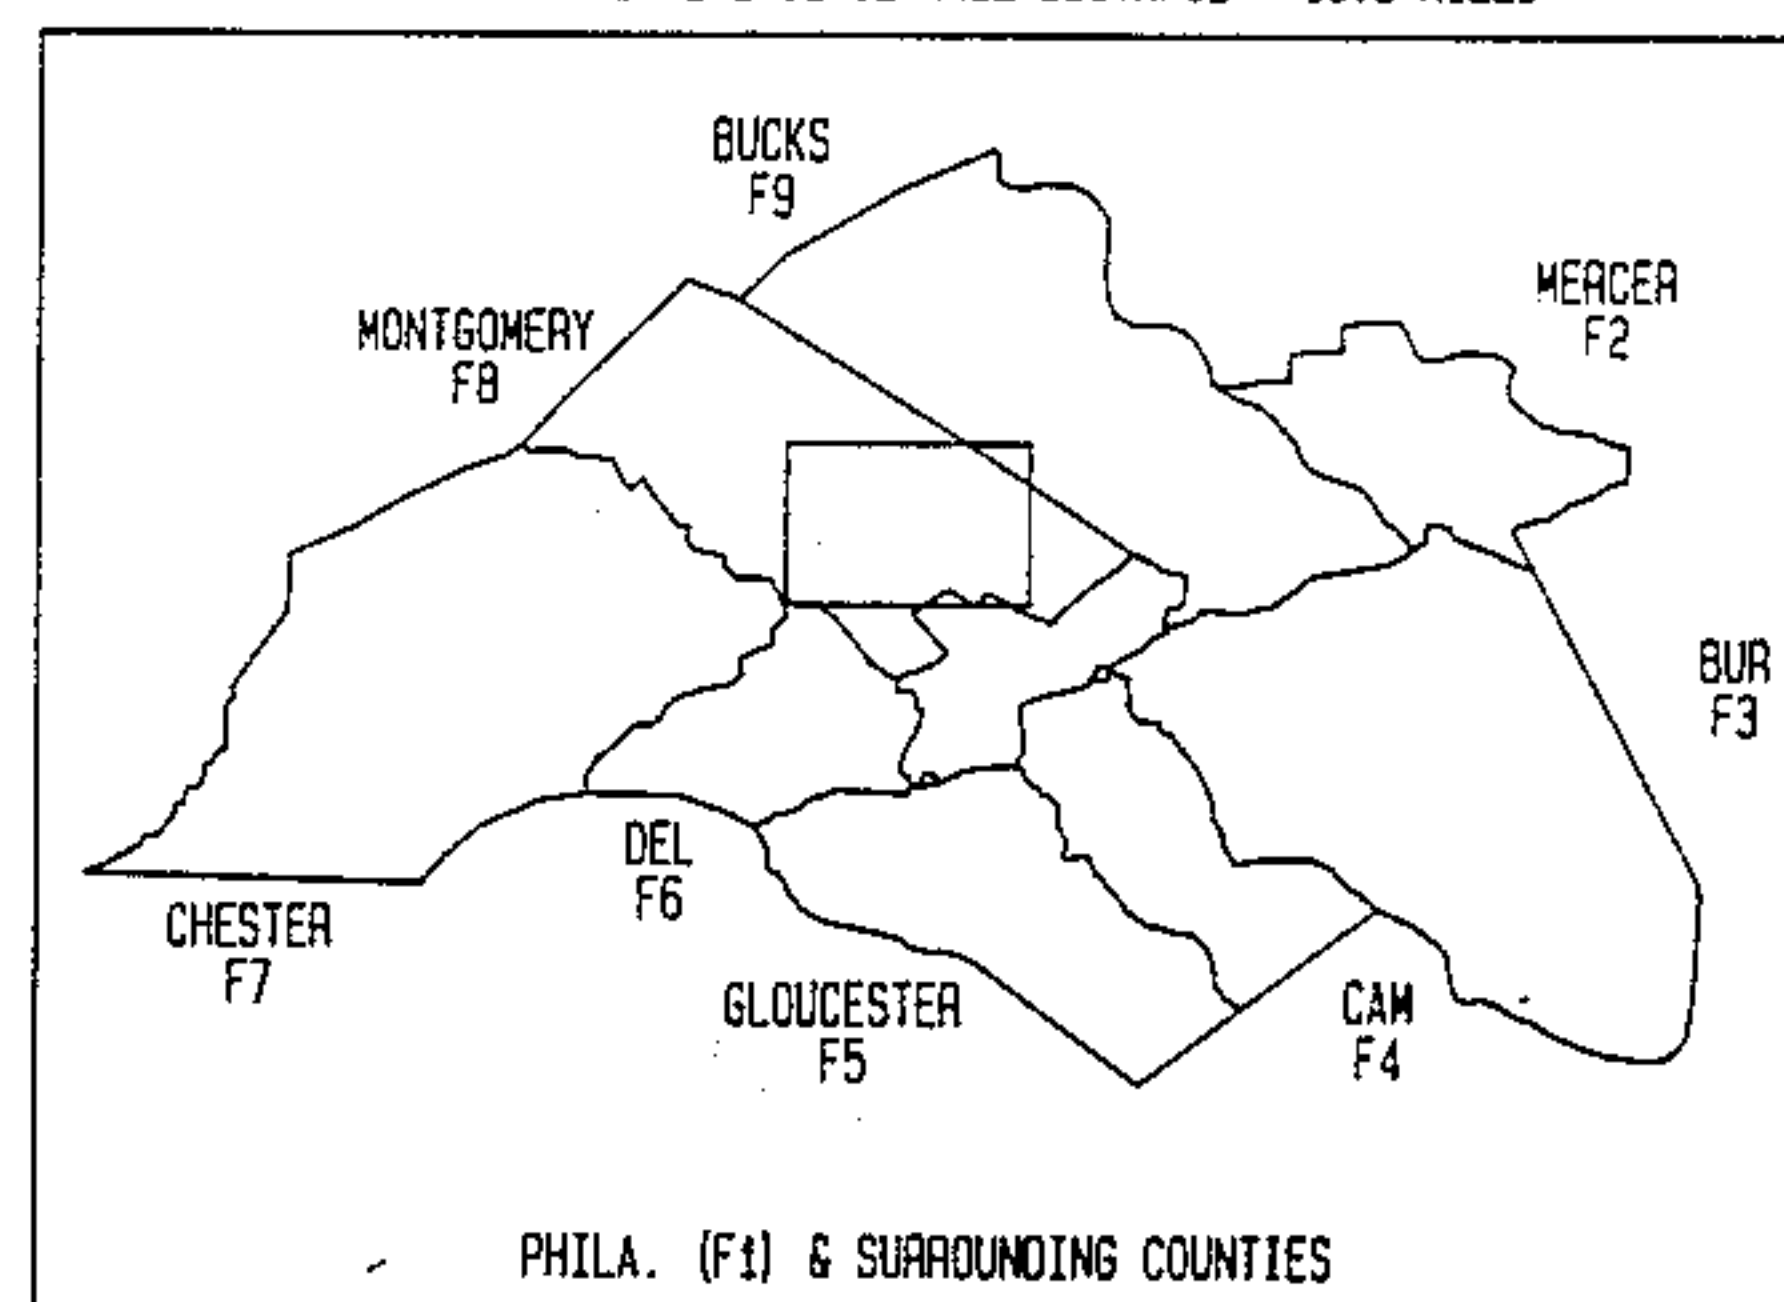 BUCKS
F9
MERCER
F2
MONTGOMERY
F8
BUR
F3
DEL
F6
CHESTER
F7
GLOUCESTER
F5
CAM
F4
PHILA. (F1) & SURROUNDING COUNTIES